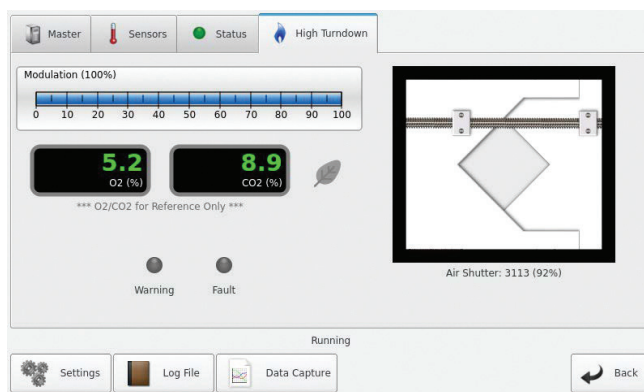 Master
Sensors
Status
High Turndown
Modulation (100%)
0 10 20 30 40 50 60 70 80 90 100
5.2
O2 (%)
8.9
CO2 (%)
*** O2/CO2 for Reference Only ***
Warning
Fault
Air Shutter: 3113 (92%)
Running
Settings
Log File
Data Capture
Back